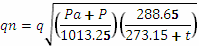 qn = q√((Pa + P / 1013.25)(288.65 / 273.15 + t))